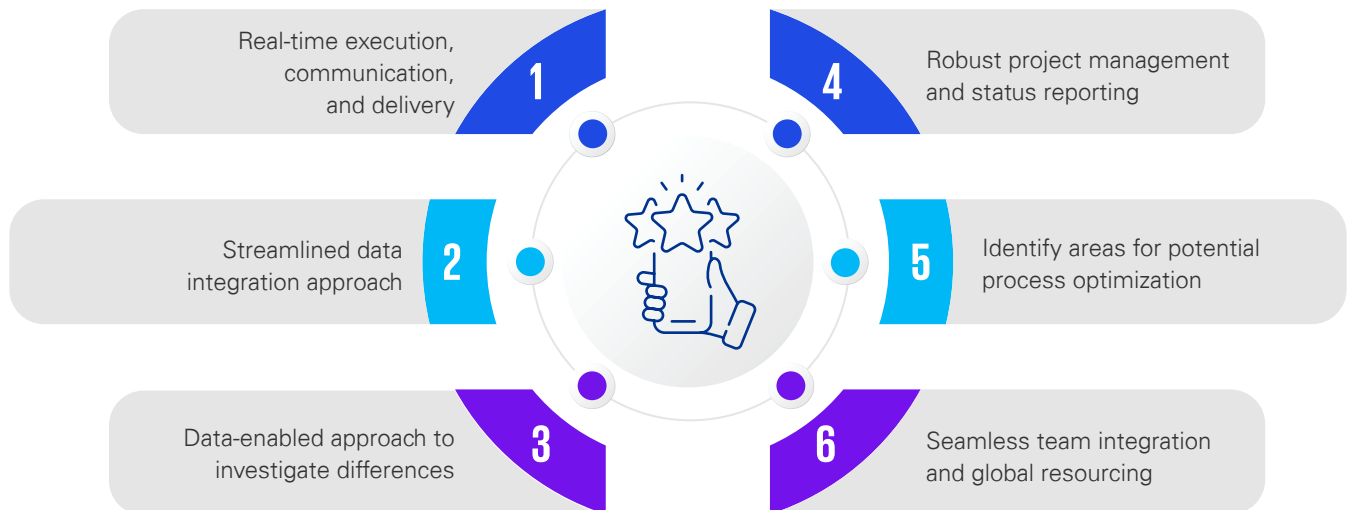 1
Real-time execution,
communication,
and delivery
2
Streamlined data
integration approach
3
Data-enabled approach to
investigate differences
4
Robust project management
and status reporting
5
Identify areas for potential
process optimization
6
Seamless team integration
and global resourcing